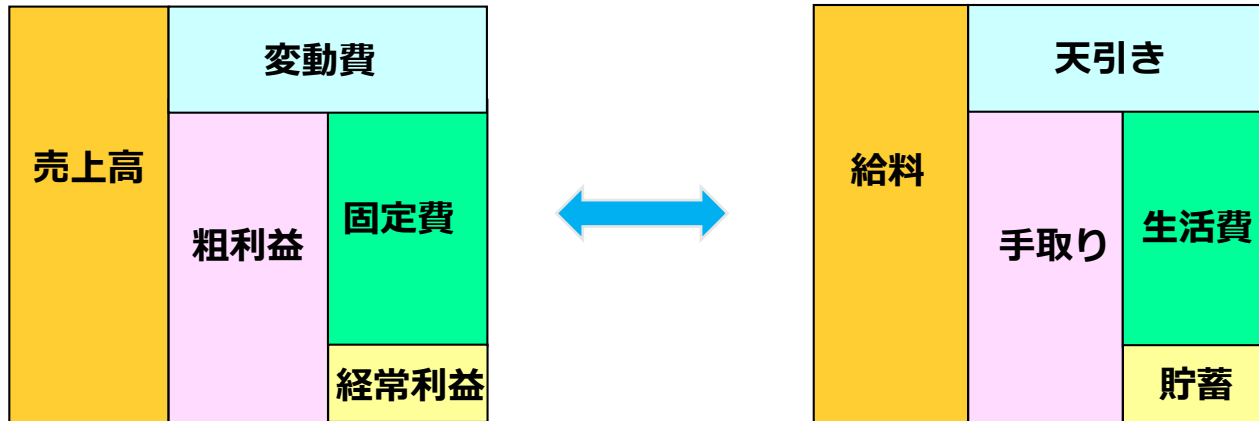 変動費
売上高
粗利益
固定費
経常利益
天引き
給料
手取り
生活費
貯蓄